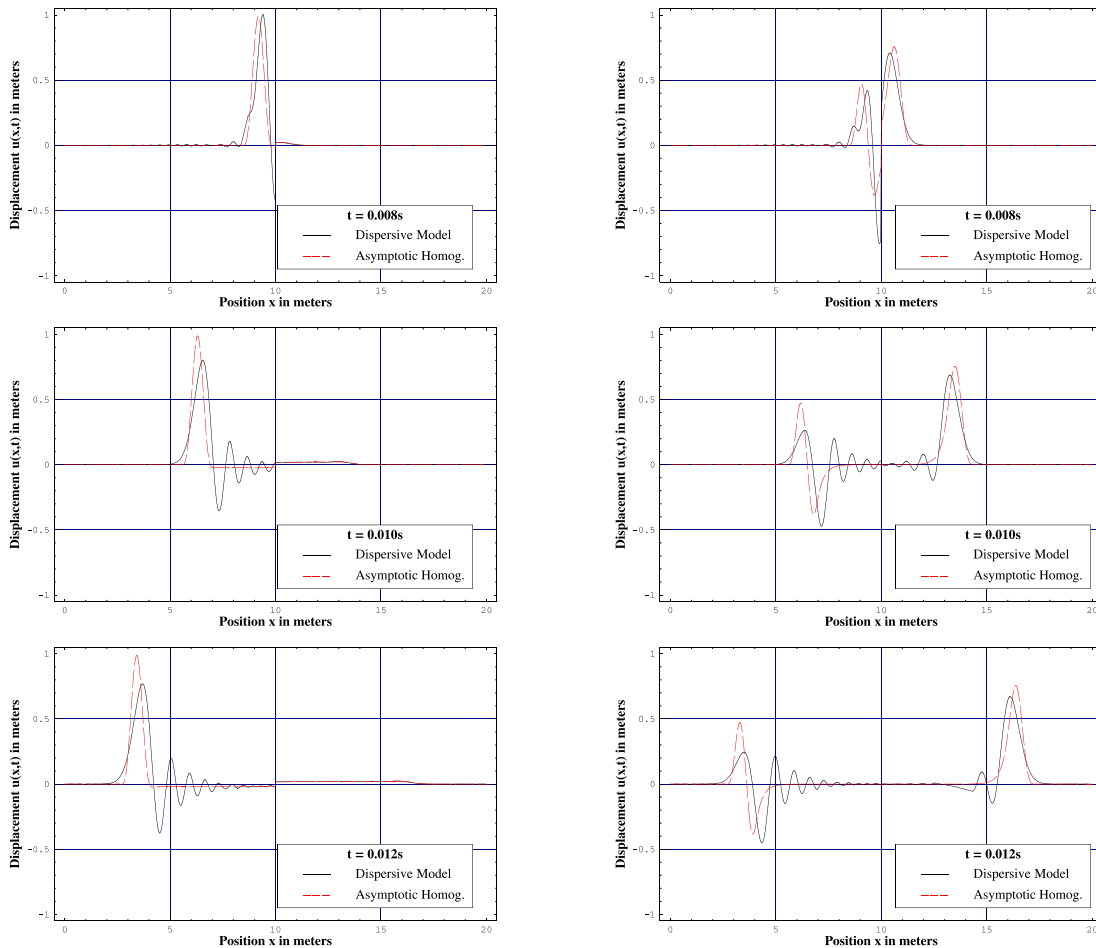 1
0.5
0
-0.5
-1
Displacement u(x,t) in meters
t = 0.008s
Dispersive Model
Asymptotic Homog.
0 5 10 15 20
Position x in meters
1
0.5
0
-0.5
-1
Displacement u(x,t) in meters
t = 0.008s
Dispersive Model
Asymptotic Homog.
0 5 10 15 20
Position x in meters
1
0.5
0
-0.5
-1
Displacement u(x,t) in meters
t = 0.010s
Dispersive Model
Asymptotic Homog.
0 5 10 15 20
Position x in meters
1
0.5
0
-0.5
-1
Displacement u(x,t) in meters
t = 0.010s
Dispersive Model
Asymptotic Homog.
0 5 10 15 20
Position x in meters
1
0.5
0
-0.5
-1
Displacement u(x,t) in meters
t = 0.012s
Dispersive Model
Asymptotic Homog.
0 5 10 15 20
Position x in meters
1
0.5
0
-0.5
-1
Displacement u(x,t) in meters
t = 0.012s
Dispersive Model
Asymptotic Homog.
0 5 10 15 20
Position x in meters